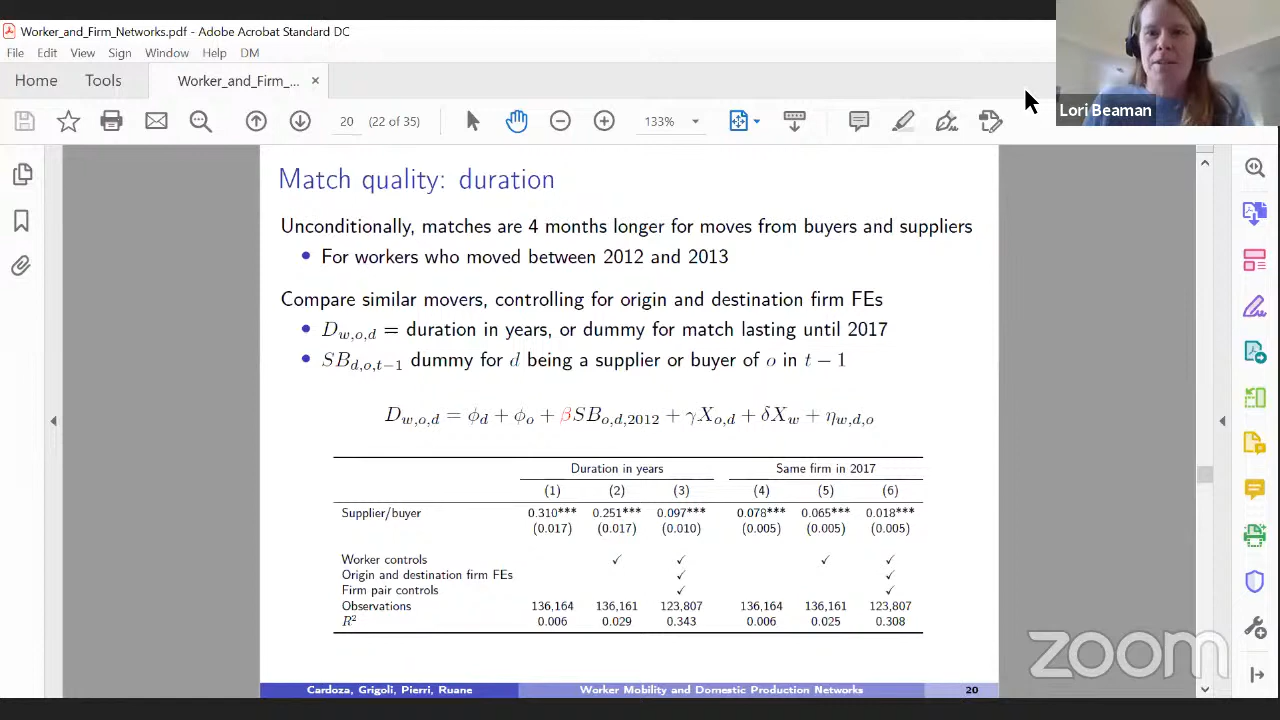 Worker_and_Firm_Networks.pdf - Adobe Acrobat Standard DC
File Edit View Sign Window Help DM
Home Tools Worker_and_Firm_... ×
20 (22 of 35) 133%
Lori Beaman
Match quality: duration
Unconditionally, matches are 4 months longer for moves from buyers and suppliers
• For workers who moved between 2012 and 2013
Compare similar movers, controlling for origin and destination firm FEs
• D_{w,o,d} = duration in years, or dummy for match lasting until 2017
• SB_{d,o,t−1} dummy for d being a supplier or buyer of o in t − 1
D_{w,o,d} = ϕ_d + ϕ_o + βSB_{o,d,2012} + γX_{o,d} + δX_w + η_{w,d,o}
Duration in years Same firm in 2017
(1) (2) (3) (4) (5) (6)
Supplier/buyer 0.310*** 0.251*** 0.097*** 0.078*** 0.065*** 0.018***
(0.017) (0.017) (0.010) (0.005) (0.005) (0.005)
Worker controls ✓ ✓ ✓ ✓
Origin and destination firm FEs ✓ ✓
Firm pair controls ✓ ✓
Observations 136,164 136,161 123,807 136,164 136,161 123,807
R² 0.006 0.029 0.343 0.006 0.025 0.308
zoom
Cardoza, Grigoli, Pierri, Ruane Worker Mobility and Domestic Production Networks 20